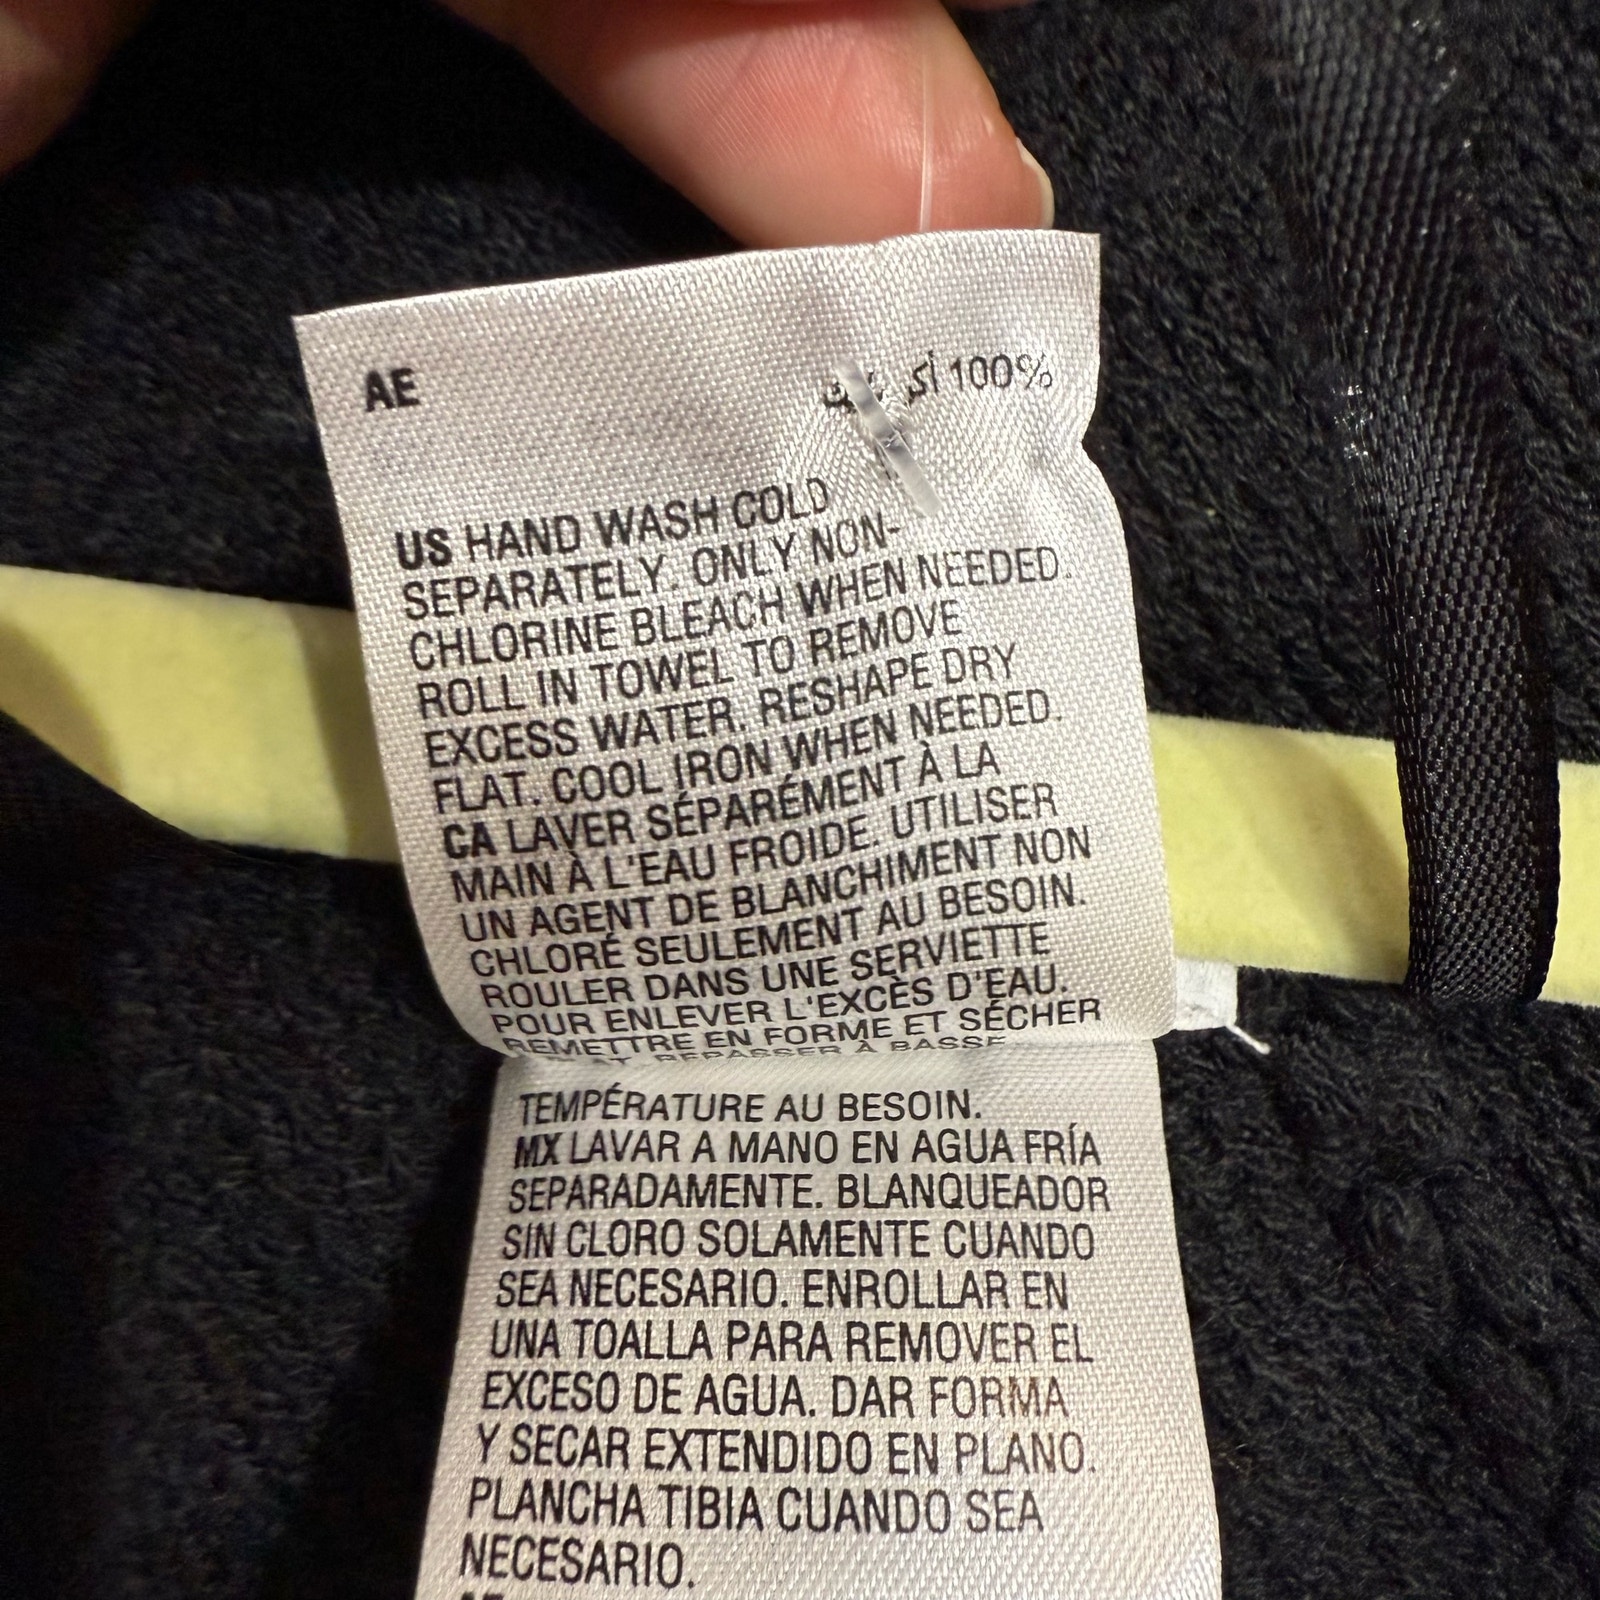 AE
100% أكر
US HAND WASH COLD
SEPARATELY. ONLY NON-
CHLORINE BLEACH WHEN NEEDED.
ROLL IN TOWEL TO REMOVE
EXCESS WATER. RESHAPE DRY
FLAT. COOL IRON WHEN NEEDED.
CA LAVER SÉPARÉMENT À LA
MAIN À L'EAU FROIDE. UTILISER
UN AGENT DE BLANCHIMENT NON
CHLORÉ SEULEMENT AU BESOIN.
ROULER DANS UNE SERVIETTE
POUR ENLEVER L'EXCÈS D'EAU.
REMETTRE EN FORME ET SÉCHER
REPASSER À BASSE
TEMPÉRATURE AU BESOIN.
MX LAVAR A MANO EN AGUA FRÍA
SEPARADAMENTE. BLANQUEADOR
SIN CLORO SOLAMENTE CUANDO
SEA NECESARIO. ENROLLAR EN
UNA TOALLA PARA REMOVER EL
EXCESO DE AGUA. DAR FORMA
Y SECAR EXTENDIDO EN PLANO.
PLANCHA TIBIA CUANDO SEA
NECESARIO.